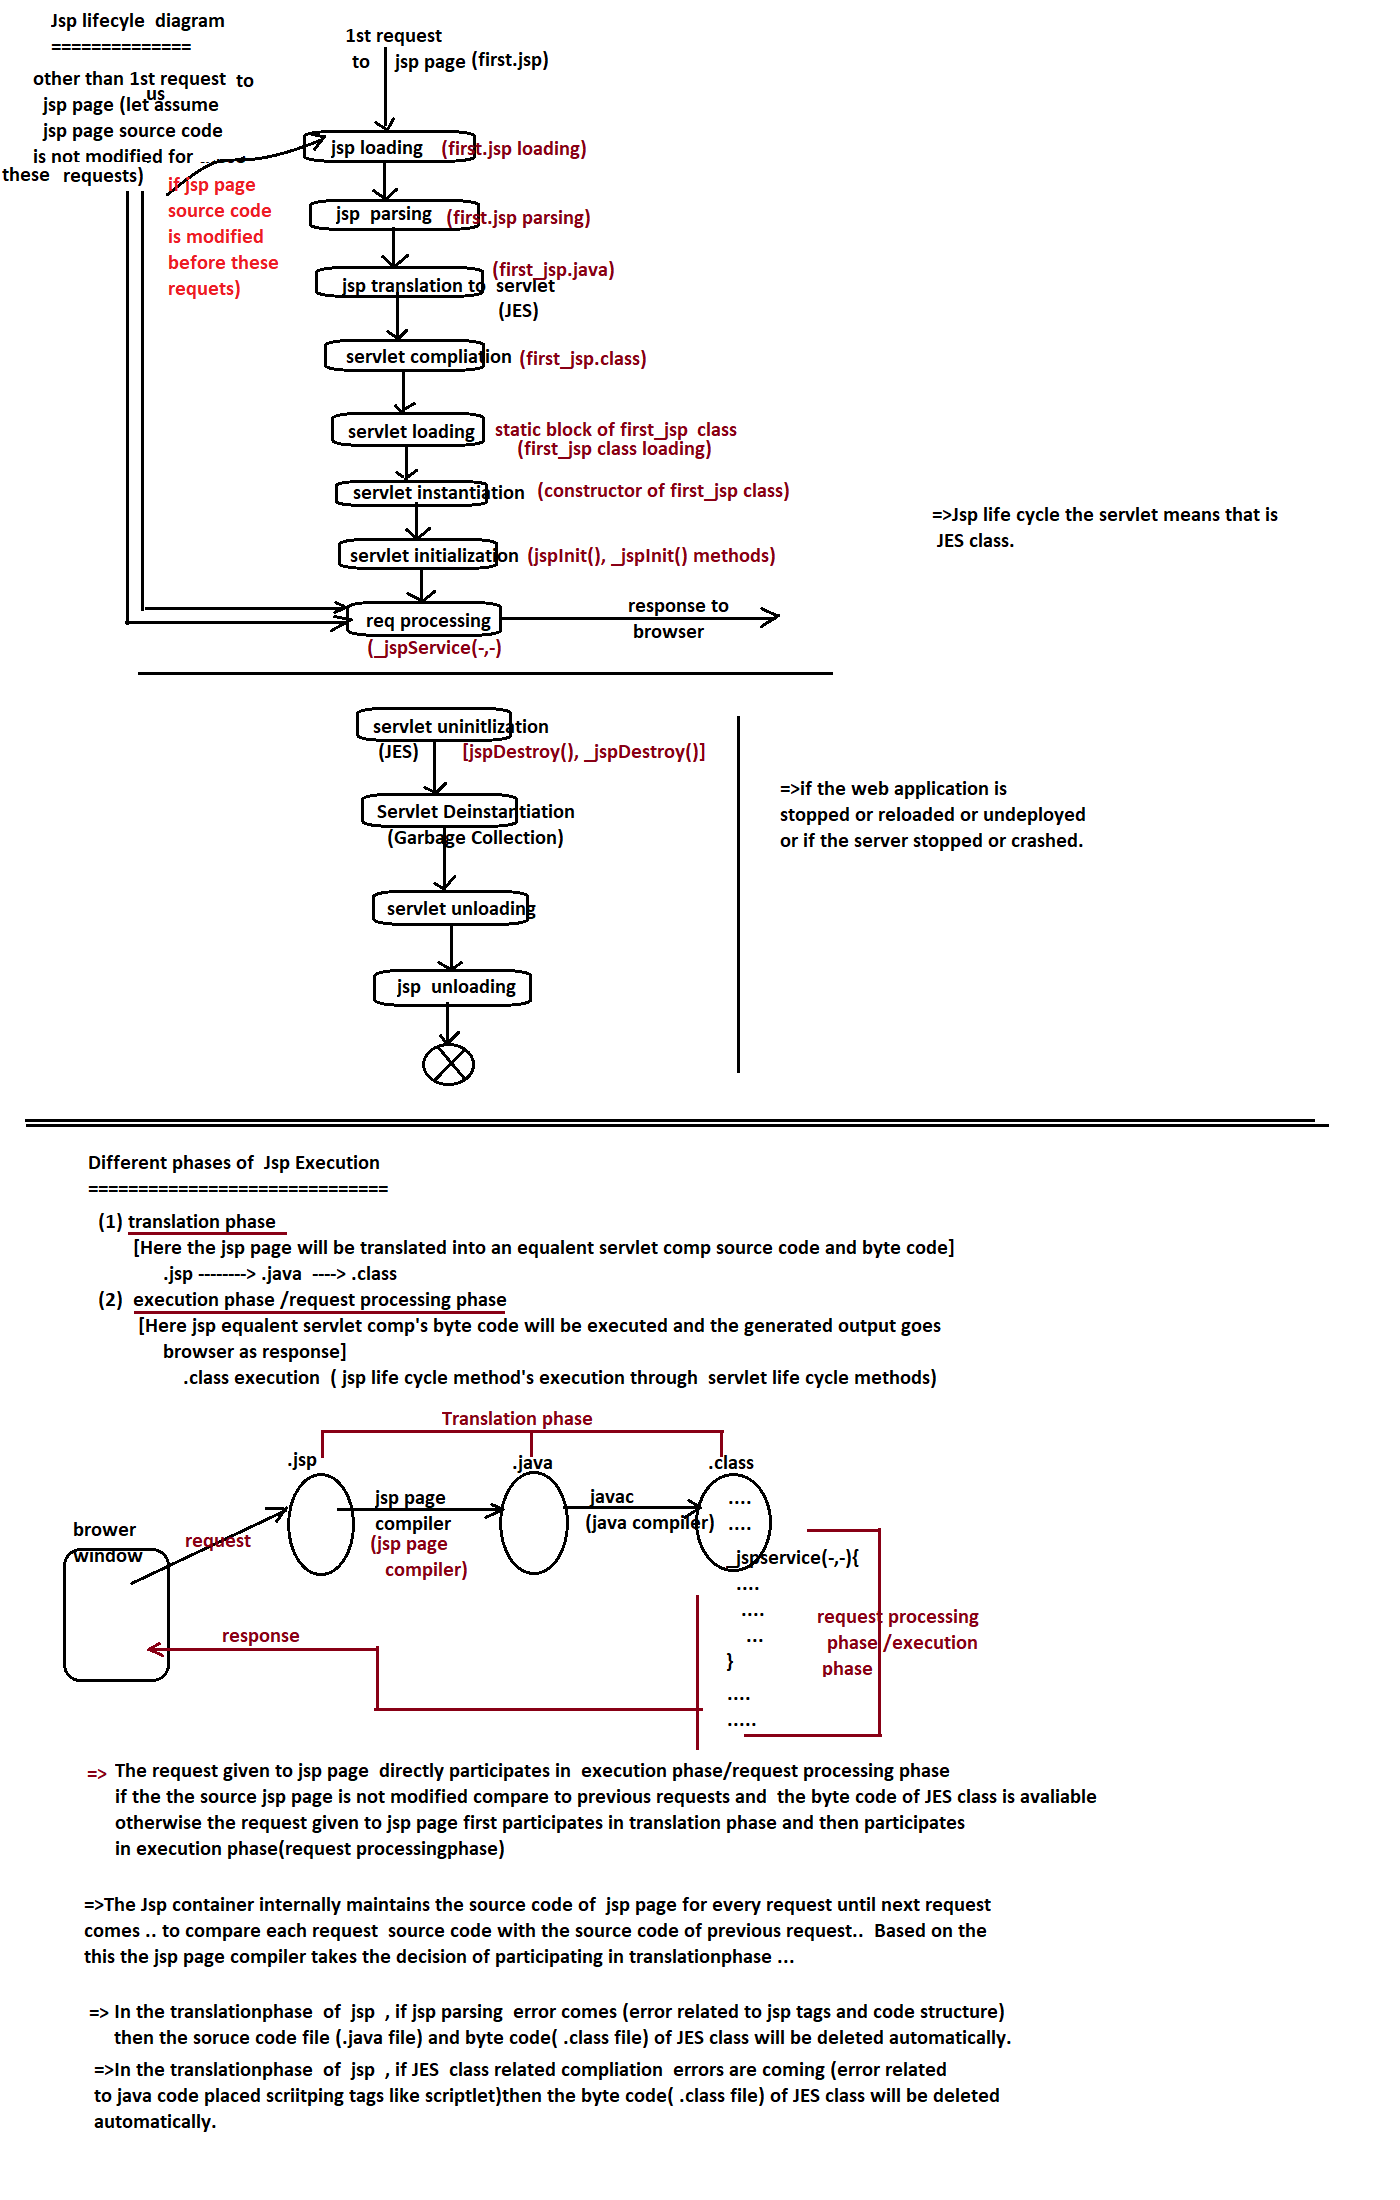 Jsp lifecyle  diagram
==============
other than 1st request  to
us
jsp page (let assume
jsp page source code
is not modified for
these  requests)
if jsp page
source code
is modified
before these
requets)
1st request
to  jsp page (first.jsp)
jsp loading  (first.jsp loading)
jsp  parsing  (first.jsp parsing)
(first_jsp.java)
jsp translation to  servlet
(JES)
servlet compliation (first_jsp.class)
servlet loading  static block of first_jsp  class
(first_jsp class loading)
servlet instantiation  (constructor of first_jsp class)
=>Jsp life cycle the servlet means that is
JES class.
servlet initialization (jspInit(), _jspInit() methods)
req processing
response to
browser
(_jspService(-,-)
servlet uninitlization
(JES)  [jspDestroy(), _jspDestroy()]
=>if the web application is
stopped or reloaded or undeployed
or if the server stopped or crashed.
Servlet Deinstantiation
(Garbage Collection)
servlet unloading
jsp  unloading
Different phases of  Jsp Execution
==============================
(1) translation phase
[Here the jsp page will be translated into an equalent servlet comp source code and byte code]
.jsp --------> .java  ----> .class
(2)  execution phase /request processing phase
[Here jsp equalent servlet comp's byte code will be executed and the generated output goes
browser as response]
.class execution  ( jsp life cycle method's execution through  servlet life cycle methods)
Translation phase
.jsp  .java  .class
jsp page
compiler
(jsp page
compiler)
javac
(java compiler)
brower
window
request
response
....
....
_jspservice(-,-){
....
....
...
}
....
.....
request processing
phase /execution
phase
=> The request given to jsp page  directly participates in  execution phase/request processing phase
if the the source jsp page is not modified compare to previous requests and  the byte code of JES class is avaliable
otherwise the request given to jsp page first participates in translation phase and then participates
in execution phase(request processingphase)
=>The Jsp container internally maintains the source code of  jsp page for every request until next request
comes .. to compare each request  source code with the source code of previous request..  Based on the
this the jsp page compiler takes the decision of participating in translationphase ...
=> In the translationphase  of  jsp  , if jsp parsing  error comes (error related to jsp tags and code structure)
then the soruce code file (.java file) and byte code( .class file) of JES class will be deleted automatically.
=>In the translationphase  of  jsp  , if JES  class related compliation  errors are coming (error related
to java code placed scriitping tags like scriptlet)then the byte code( .class file) of JES class will be deleted
automatically.